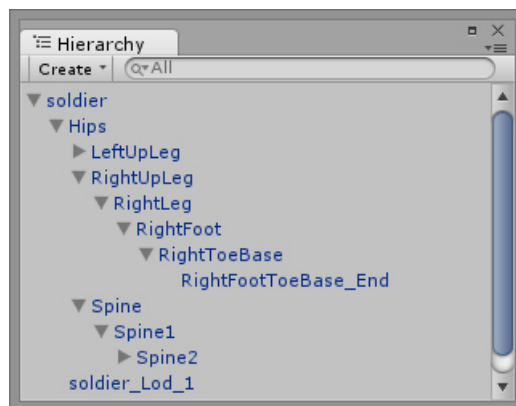 Hierarchy
Create All
soldier
Hips
LeftUpLeg
RightUpLeg
RightLeg
RightFoot
RightToeBase
RightFootToeBase_End
Spine
Spine1
Spine2
soldier_Lod_1